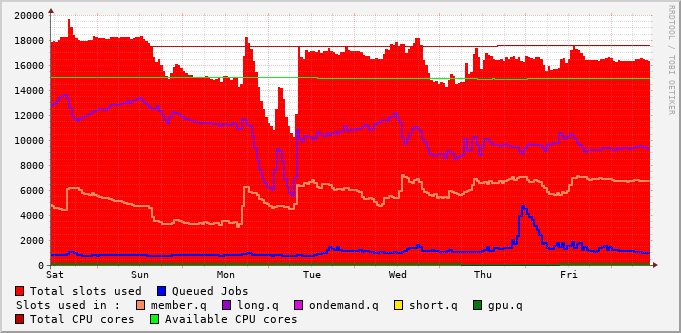 20000
18000
16000
14000
12000
10000
8000
6000
4000
2000
0
Sat Sun Mon Tue Wed Thu Fri
RRDTOOL / TOBI OETIKER
Total slots used Queued Jobs
Slots used in : member.q long.q ondemand.q short.q gpu.q
Total CPU cores Available CPU cores